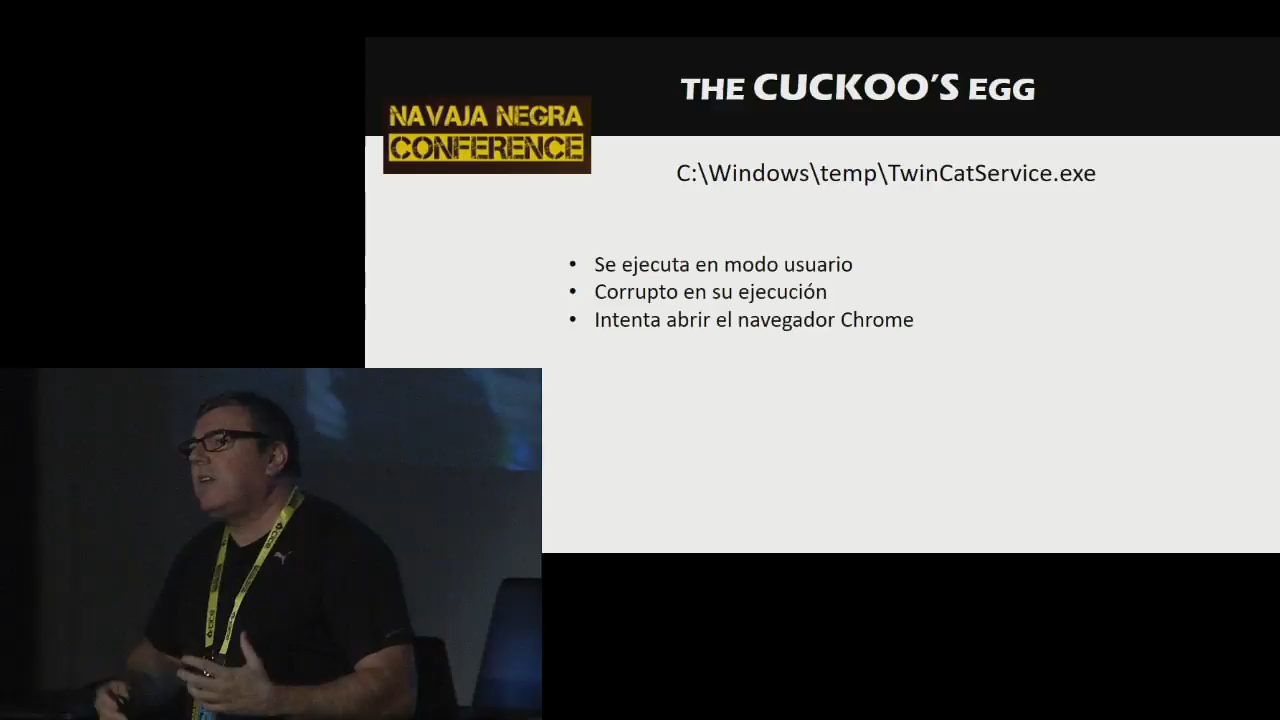 THE CUCKOO'S EGG
NAVAJA NEGRA
CONFERENCE
C:\Windows\temp\TwinCatService.exe
• Se ejecuta en modo usuario
• Corrupto en su ejecución
• Intenta abrir el navegador Chrome